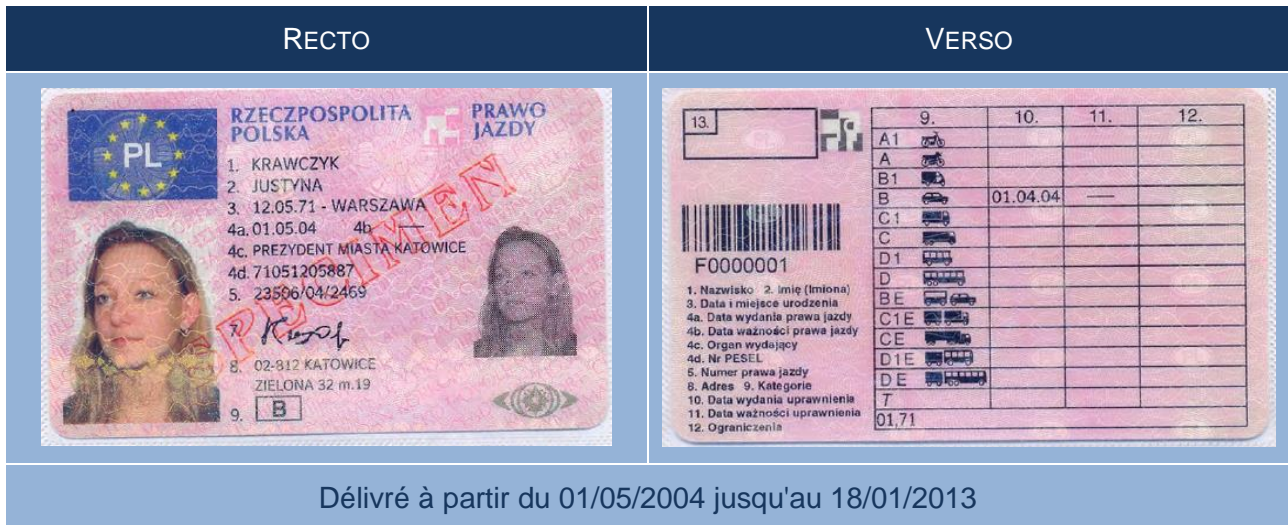 RECTO
VERSO
RZECZPOSPOLITA
POLSKA
PRAWO
JAZDY
PL
1. KRAWCZYK
2. JUSTYNA
3. 12.05.71 - WARSZAWA
4a. 01.05.04 4b. —
4c. PREZYDENT MIASTA KATOWICE
4d. 71051205887
5. 23596/04/2469
7.
8. 02-812 KATOWICE
ZIELONA 32 m.19
9. B
SPECIMEN
13.
F0000001
1. Nazwisko 2. Imię (Imiona)
3. Data i miejsce urodzenia
4a. Data wydania prawa jazdy
4b. Data ważności prawa jazdy
4c. Organ wydający
4d. Nr PESEL
5. Numer prawa jazdy
8. Adres 9. Kategorie
10. Data wydania uprawnienia
11. Data ważności uprawnienia
12. Ograniczenia
9. 10. 11. 12.
A1
A
B1
B 01.04.04 —
C1
C
D1
D
BE
C1E
CE
D1E
DE
T
01,71
Délivré à partir du 01/05/2004 jusqu'au 18/01/2013